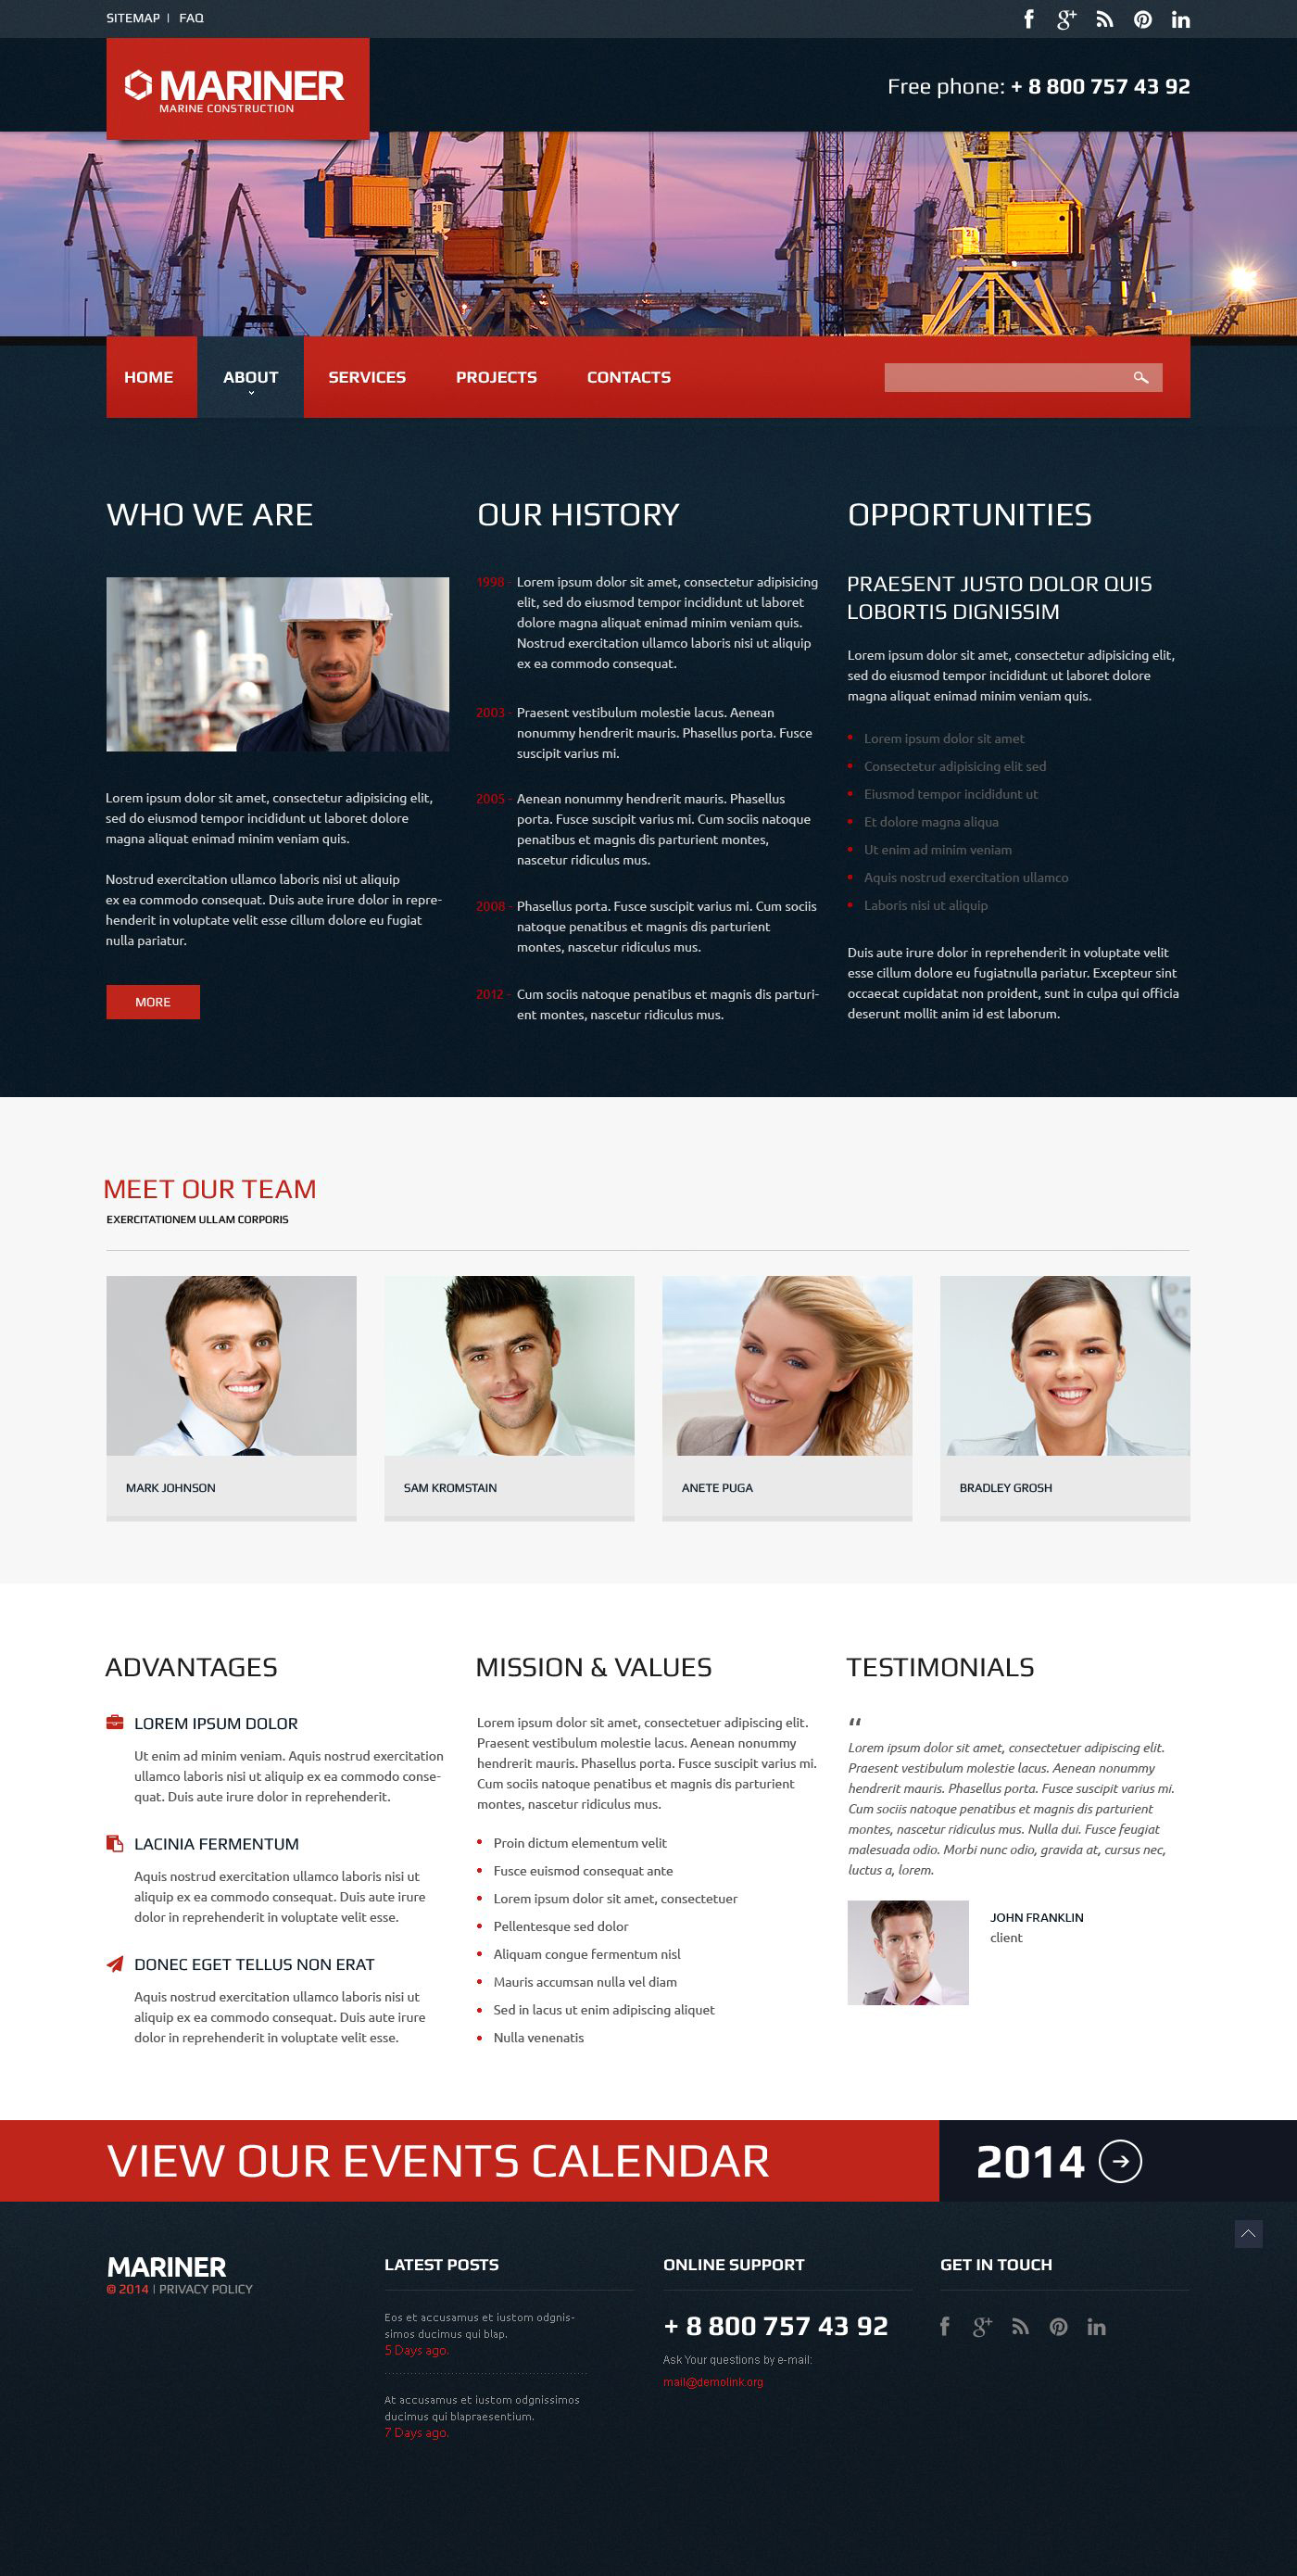 SITEMAP | FAQ
MARINER
MARINE CONSTRUCTION
Free phone: + 8 800 757 43 92
29
HOME ABOUT SERVICES PROJECTS CONTACTS
WHO WE ARE
Lorem ipsum dolor sit amet, consectetur adipisicing elit,
sed do eiusmod tempor incididunt ut laboret dolore
magna aliquat enimad minim veniam quis.
Nostrud exercitation ullamco laboris nisi ut aliquip
ex ea commodo consequat. Duis aute irure dolor in repre-
henderit in voluptate velit esse cillum dolore eu fugiat
nulla pariatur.
MORE
OUR HISTORY
1998 - Lorem ipsum dolor sit amet, consectetur adipisicing
elit, sed do eiusmod tempor incididunt ut laboret
dolore magna aliquat enimad minim veniam quis.
Nostrud exercitation ullamco laboris nisi ut aliquip
ex ea commodo consequat.
2003 - Praesent vestibulum molestie lacus. Aenean
nonummy hendrerit mauris. Phasellus porta. Fusce
suscipit varius mi.
2005 - Aenean nonummy hendrerit mauris. Phasellus
porta. Fusce suscipit varius mi. Cum sociis natoque
penatibus et magnis dis parturient montes,
nascetur ridiculus mus.
2008 - Phasellus porta. Fusce suscipit varius mi. Cum sociis
natoque penatibus et magnis dis parturient
montes, nascetur ridiculus mus.
2012 - Cum sociis natoque penatibus et magnis dis parturi-
ent montes, nascetur ridiculus mus.
OPPORTUNITIES
PRAESENT JUSTO DOLOR QUIS
LOBORTIS DIGNISSIM
Lorem ipsum dolor sit amet, consectetur adipisicing elit,
sed do eiusmod tempor incididunt ut laboret dolore
magna aliquat enimad minim veniam quis.
Lorem ipsum dolor sit amet
Consectetur adipisicing elit sed
Eiusmod tempor incididunt ut
Et dolore magna aliqua
Ut enim ad minim veniam
Aquis nostrud exercitation ullamco
Laboris nisi ut aliquip
Duis aute irure dolor in reprehenderit in voluptate velit
esse cillum dolore eu fugiatnulla pariatur. Excepteur sint
occaecat cupidatat non proident, sunt in culpa qui officia
deserunt mollit anim id est laborum.
MEET OUR TEAM
EXERCITATIONEM ULLAM CORPORIS
MARK JOHNSON
SAM KROMSTAIN
ANETE PUGA
BRADLEY GROSH
ADVANTAGES
LOREM IPSUM DOLOR
Ut enim ad minim veniam. Aquis nostrud exercitation
ullamco laboris nisi ut aliquip ex ea commodo conse-
quat. Duis aute irure dolor in reprehenderit.
LACINIA FERMENTUM
Aquis nostrud exercitation ullamco laboris nisi ut
aliquip ex ea commodo consequat. Duis aute irure
dolor in reprehenderit in voluptate velit esse.
DONEC EGET TELLUS NON ERAT
Aquis nostrud exercitation ullamco laboris nisi ut
aliquip ex ea commodo consequat. Duis aute irure
dolor in reprehenderit in voluptate velit esse.
MISSION & VALUES
Lorem ipsum dolor sit amet, consectetuer adipiscing elit.
Praesent vestibulum molestie lacus. Aenean nonummy
hendrerit mauris. Phasellus porta. Fusce suscipit varius mi.
Cum sociis natoque penatibus et magnis dis parturient
montes, nascetur ridiculus mus.
Proin dictum elementum velit
Fusce euismod consequat ante
Lorem ipsum dolor sit amet, consectetuer
Pellentesque sed dolor
Aliquam congue fermentum nisl
Mauris accumsan nulla vel diam
Sed in lacus ut enim adipiscing aliquet
Nulla venenatis
TESTIMONIALS
“
Lorem ipsum dolor sit amet, consectetuer adipiscing elit.
Praesent vestibulum molestie lacus. Aenean nonummy
hendrerit mauris. Phasellus porta. Fusce suscipit varius mi.
Cum sociis natoque penatibus et magnis dis parturient
montes, nascetur ridiculus mus. Nulla dui. Fusce feugiat
malesuada odio. Morbi nunc odio, gravida at, cursus nec,
luctus a, lorem.
JOHN FRANKLIN
client
VIEW OUR EVENTS CALENDAR
2014
MARINER
© 2014 | PRIVACY POLICY
LATEST POSTS
Eos et accusamus et iustom odgnis-
simos ducimus qui blap.
5 Days ago.
At accusamus et iustom odgnissimos
ducimus qui blapraesentium.
7 Days ago.
ONLINE SUPPORT
+ 8 800 757 43 92
Ask Your questions by e-mail:
mail@demolink.org
GET IN TOUCH